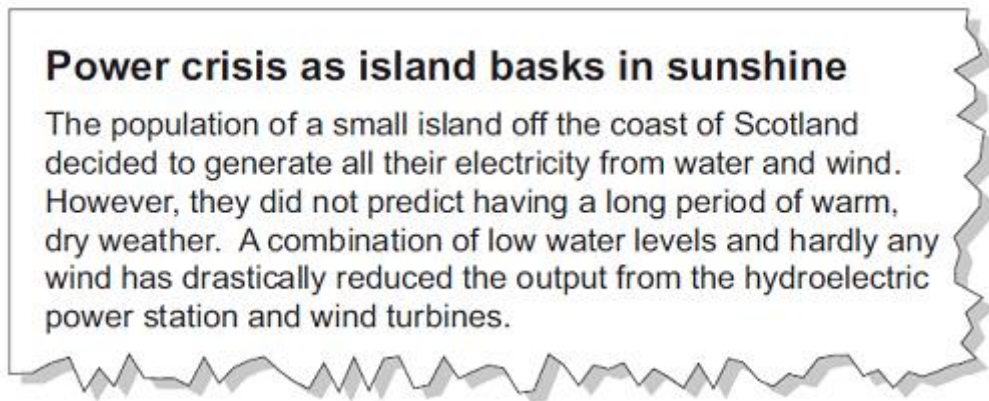 Power crisis as island basks in sunshine
The population of a small island off the coast of Scotland
decided to generate all their electricity from water and wind.
However, they did not predict having a long period of warm,
dry weather.  A combination of low water levels and hardly any
wind has drastically reduced the output from the hydroelectric
power station and wind turbines.